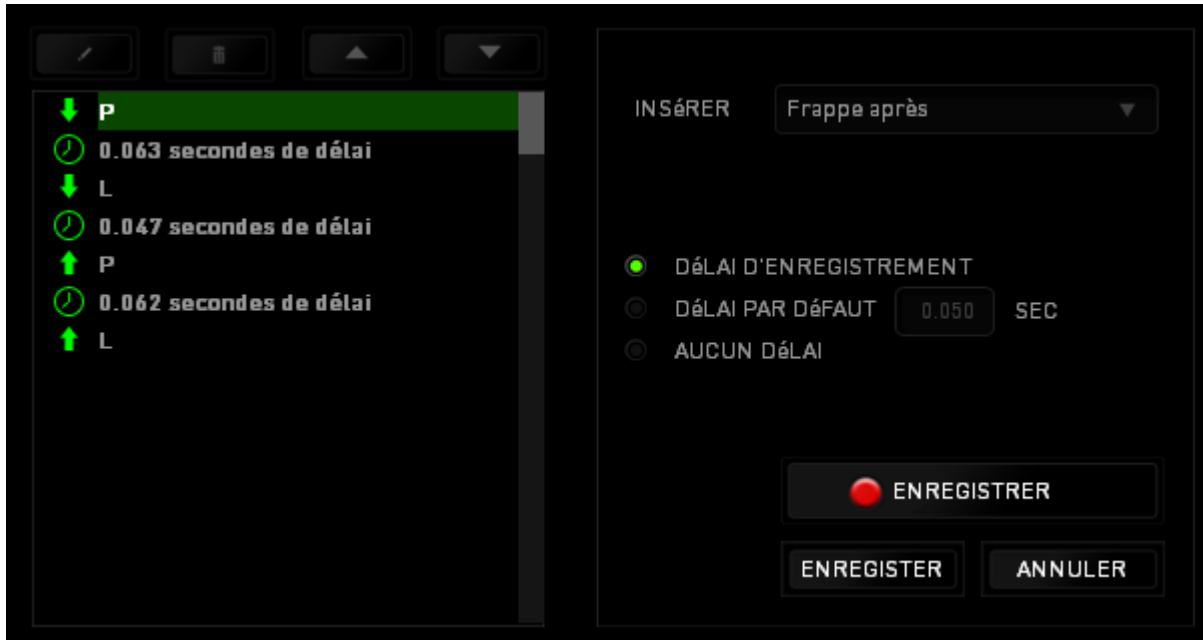 P
0.063 secondes de délai
L
0.047 secondes de délai
P
0.062 secondes de délai
L
INSéRER
Frappe après
DéLAI D'ENREGISTREMENT
DéLAI PAR DéFAUT 0.050 SEC
AUCUN DéLAI
ENREGISTRER
ENREGISTER ANNULER